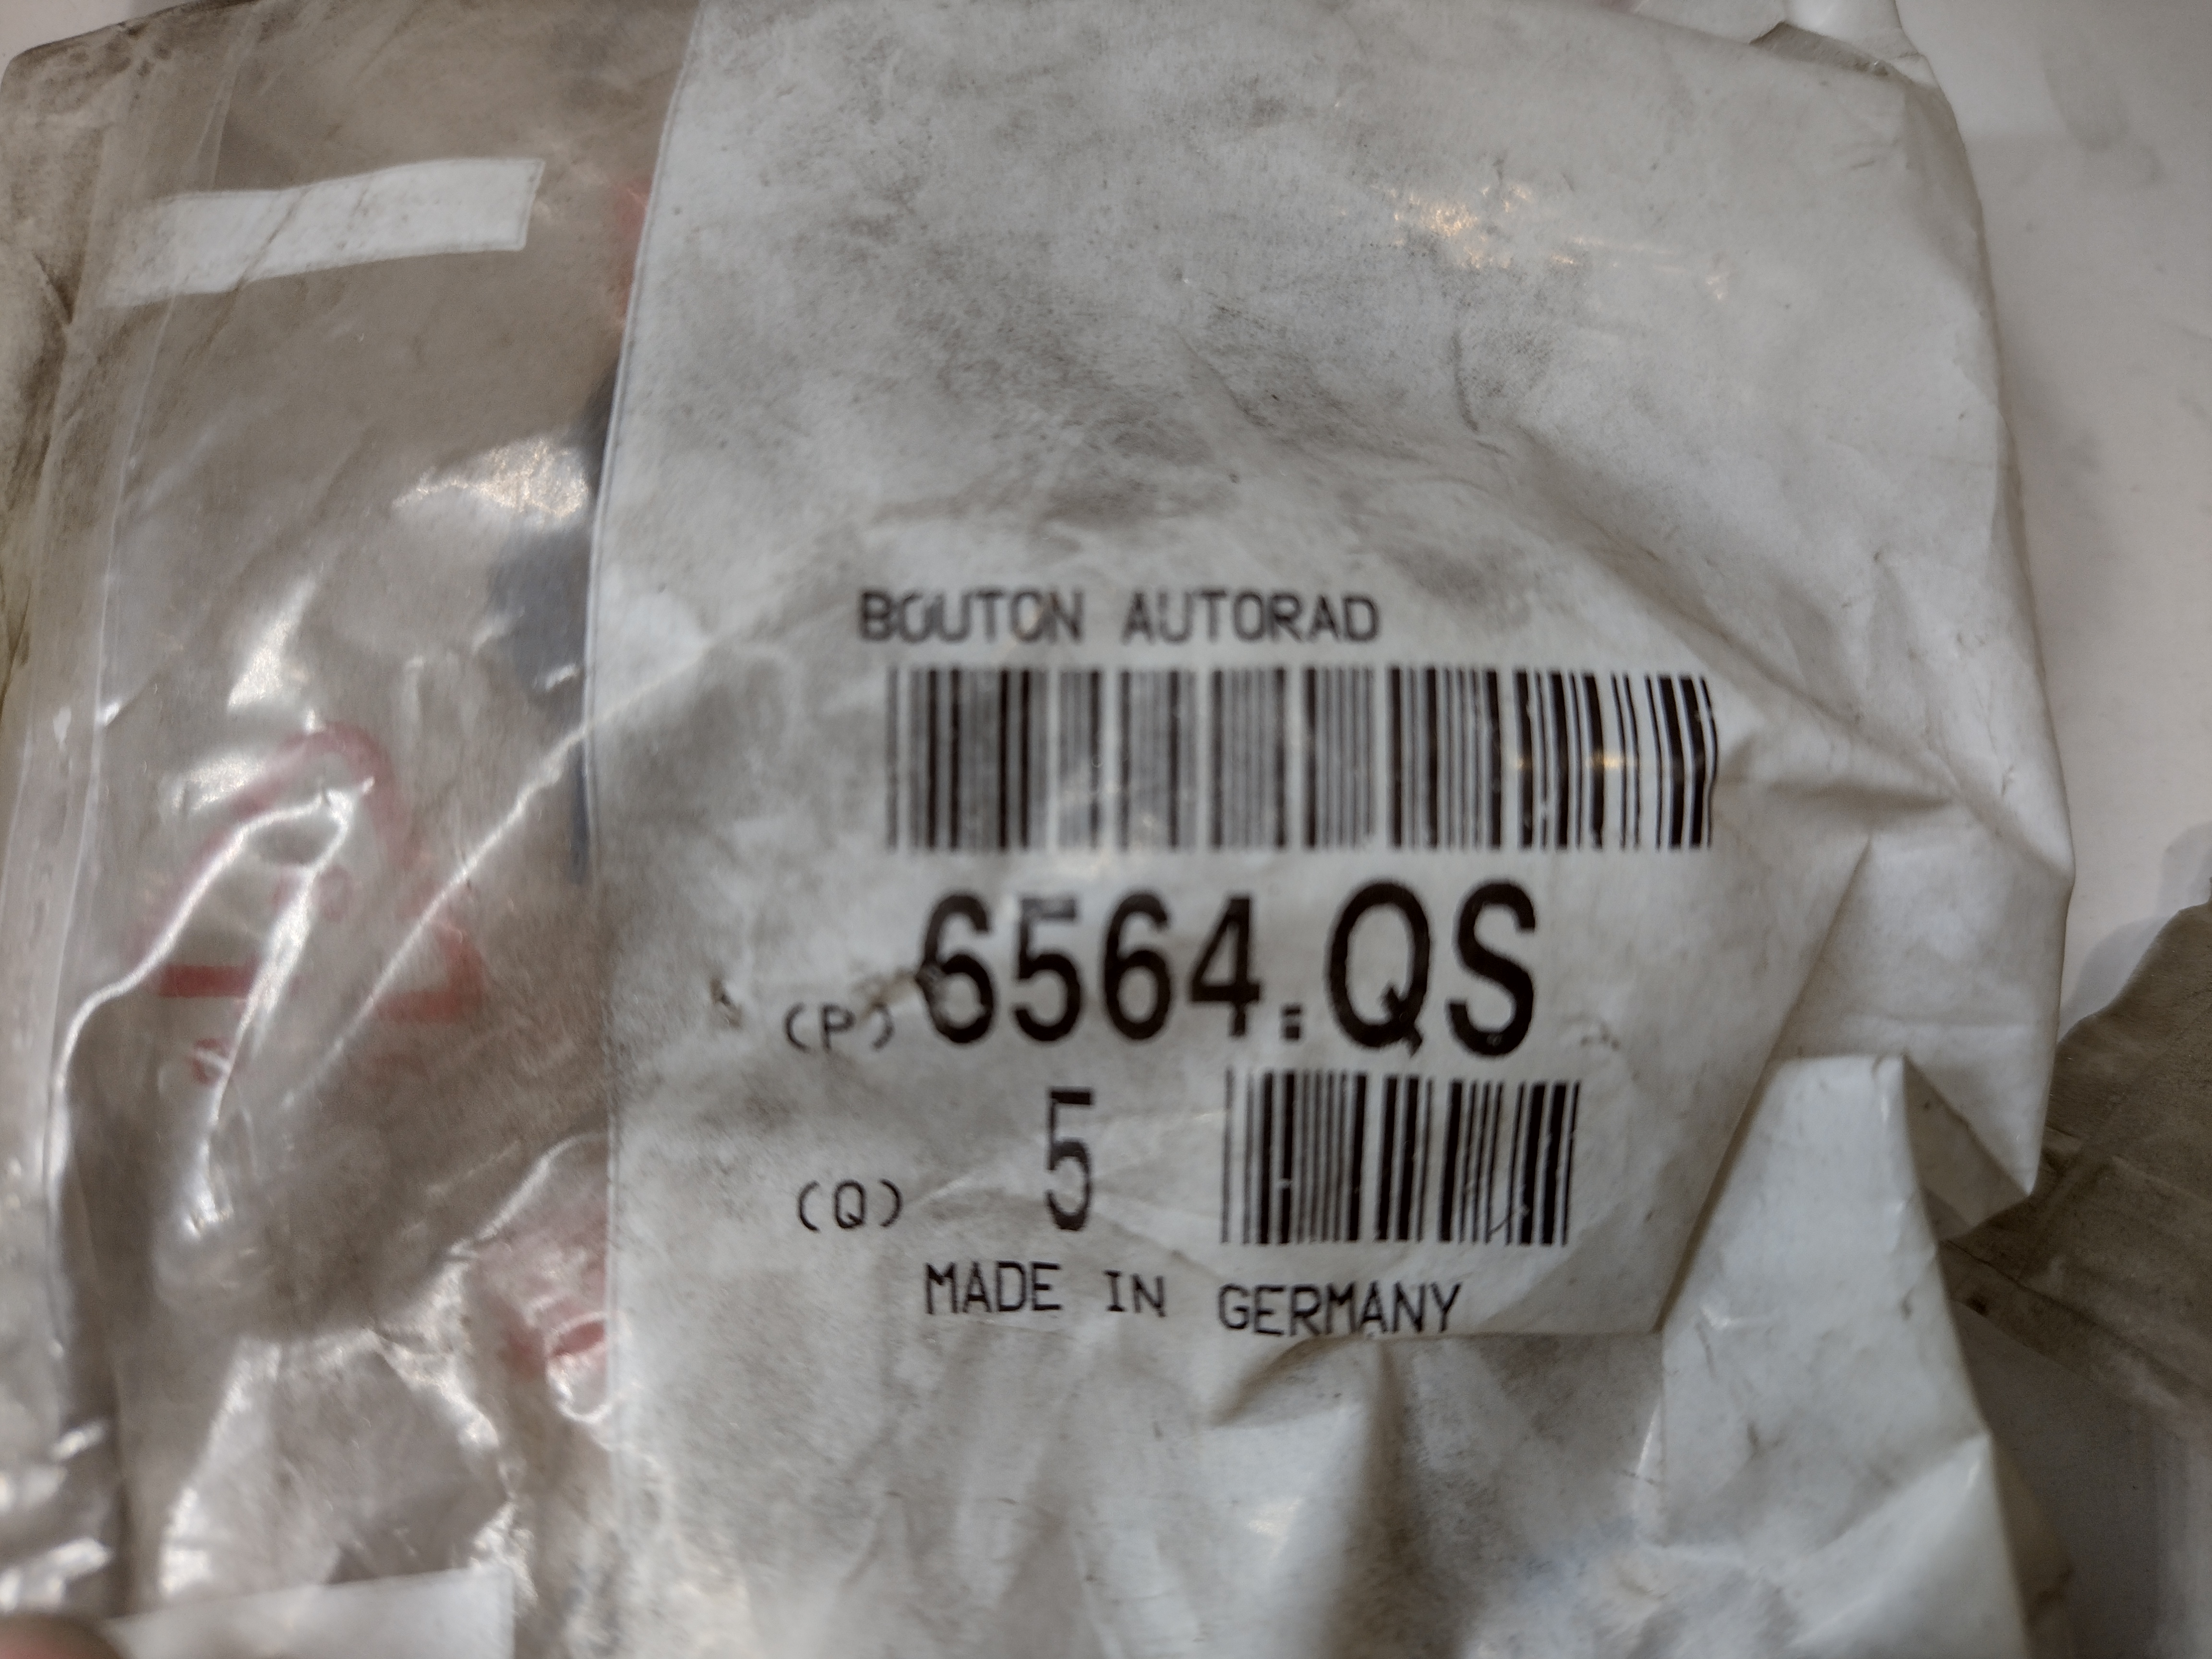 BOUTON AUTORAD
(P) 6564.QS
(Q) 5
MADE IN GERMANY